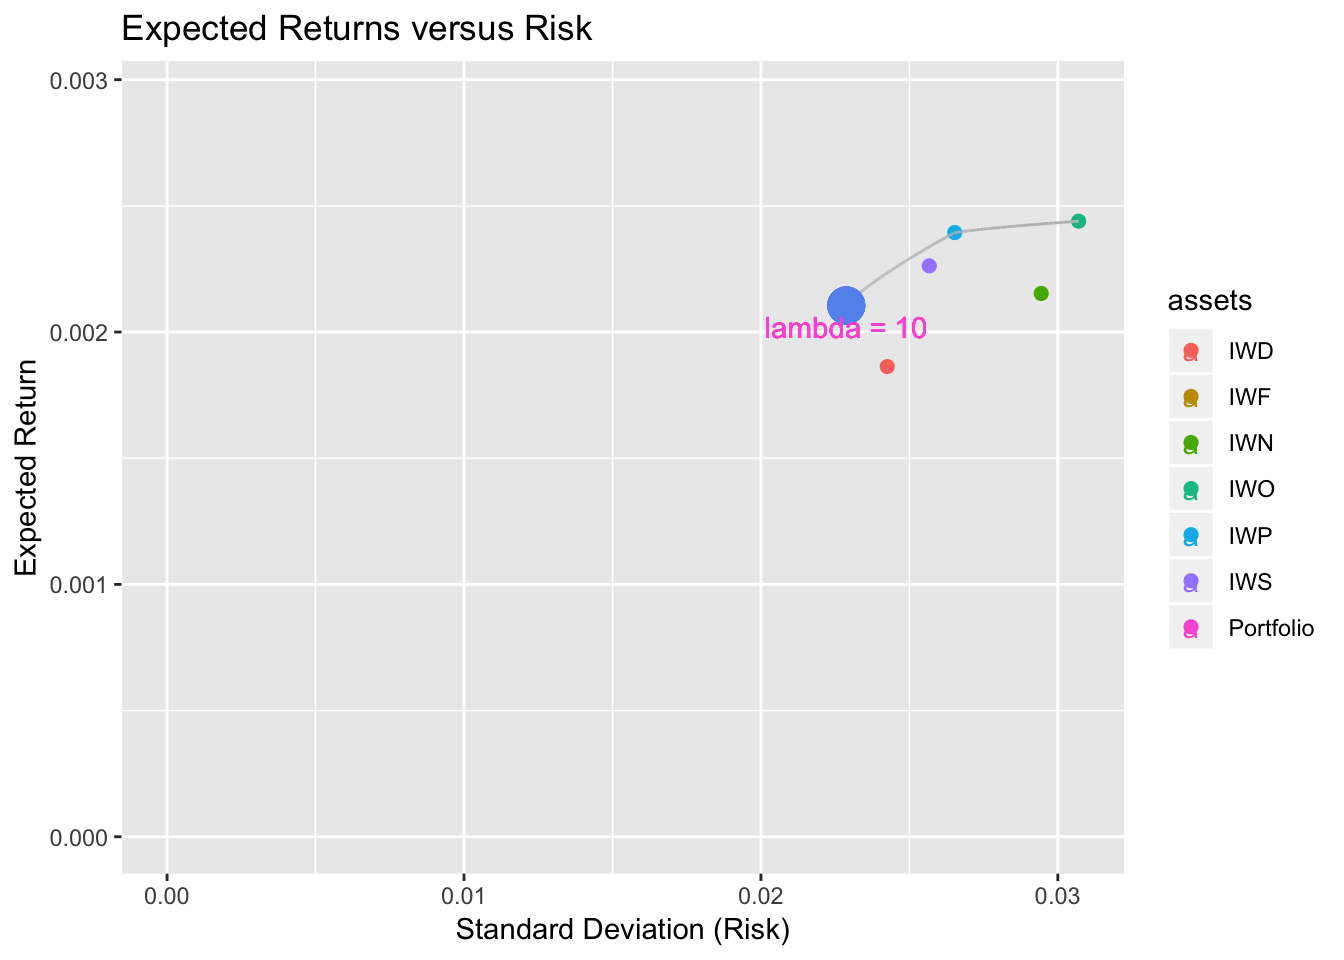 Expected Returns versus Risk
0.003
0.002
0.001
0.000
Expected Return
lambda = 10
0.00
0.01
0.02
0.03
Standard Deviation (Risk)
assets
a IWD
a IWF
a IWN
a IWO
a IWP
a IWS
a Portfolio